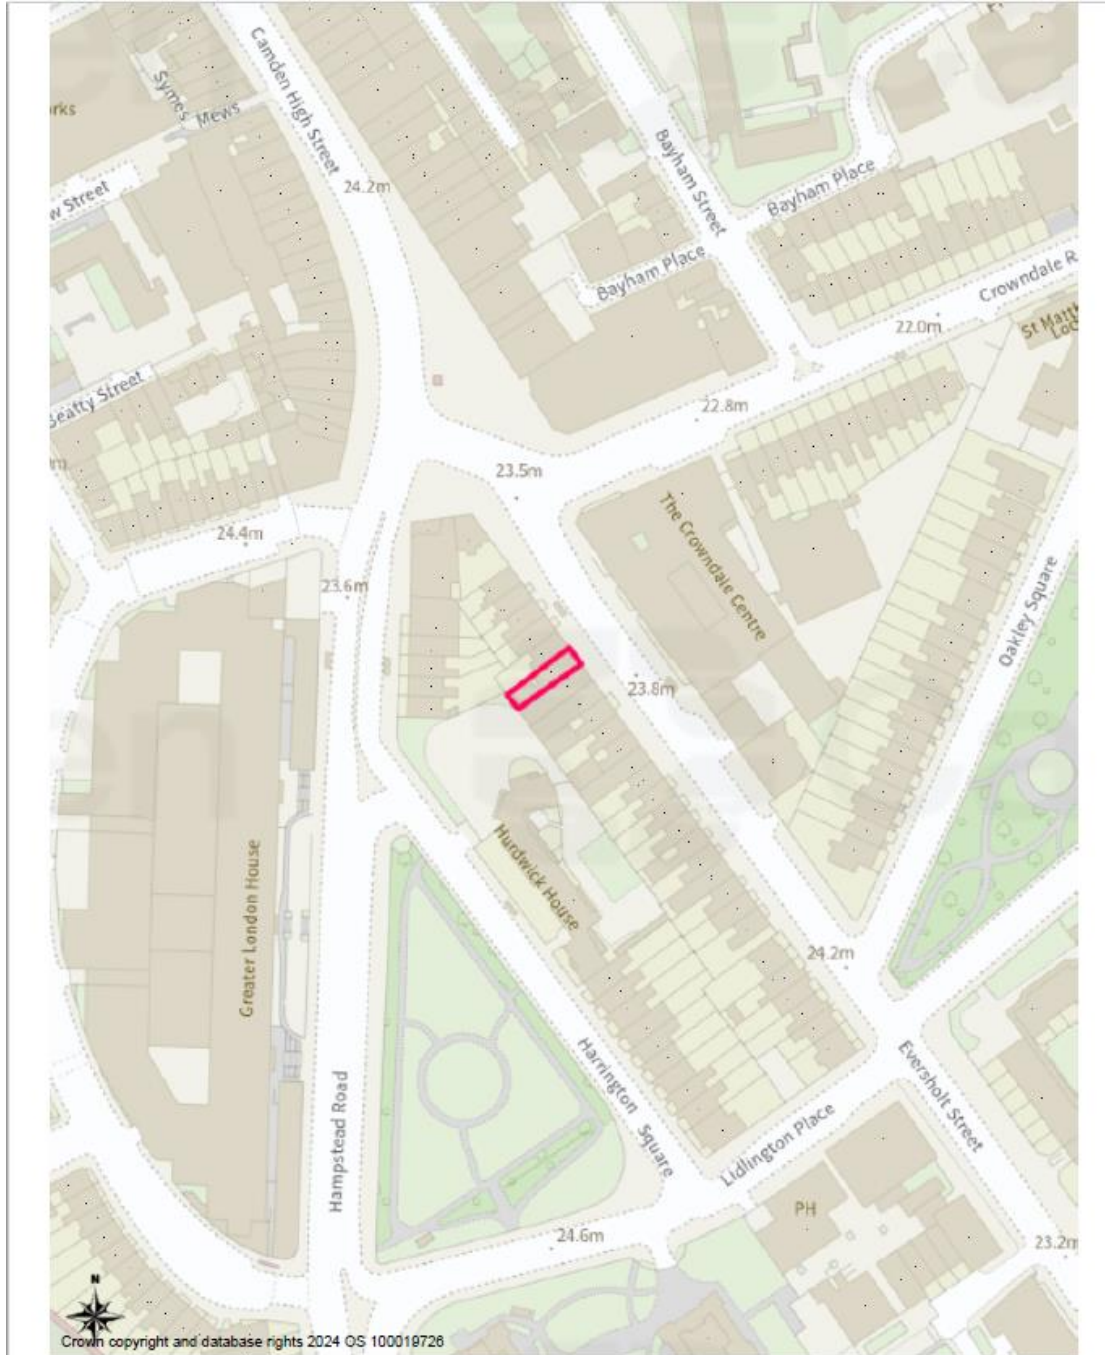 Camden High Street
Symes
Mews
rks
24.2m
Bayham Street
Bayham Place
w Street
Bayham Place
Crowndale R
22.0m
St Matth
Beatty Street
22.8m
23.5m
The Crowndale Centre
24.4m
23.6m
Oakley Square
23.8m
Hurdwick House
Greater London House
24.2m
Harrington Square
Eversholt Street
Hampstead Road
Lidlington Place
PH
24.6m
23.2m
N
Crown copyright and database rights 2024 OS 100019726